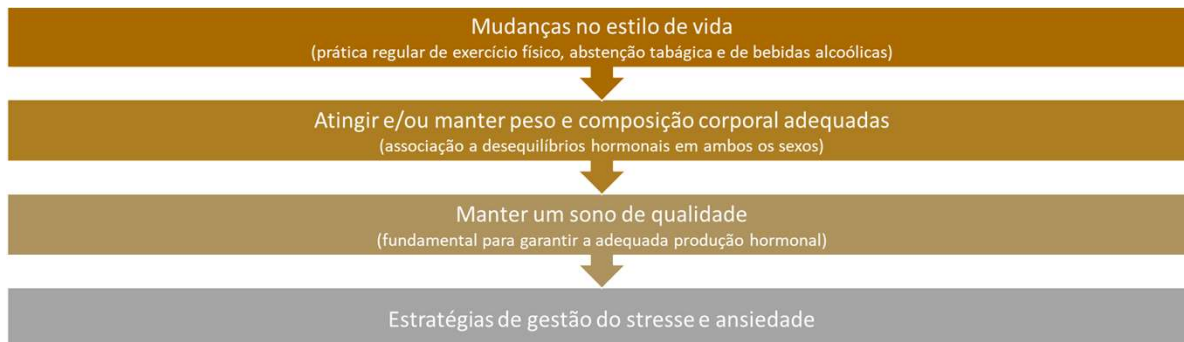 Mudanças no estilo de vida
(prática regular de exercício físico, abstenção tabágica e de bebidas alcoólicas)
Atingir e/ou manter peso e composição corporal adequadas
(associação a desequilíbrios hormonais em ambos os sexos)
Manter um sono de qualidade
(fundamental para garantir a adequada produção hormonal)
Estratégias de gestão do stresse e ansiedade